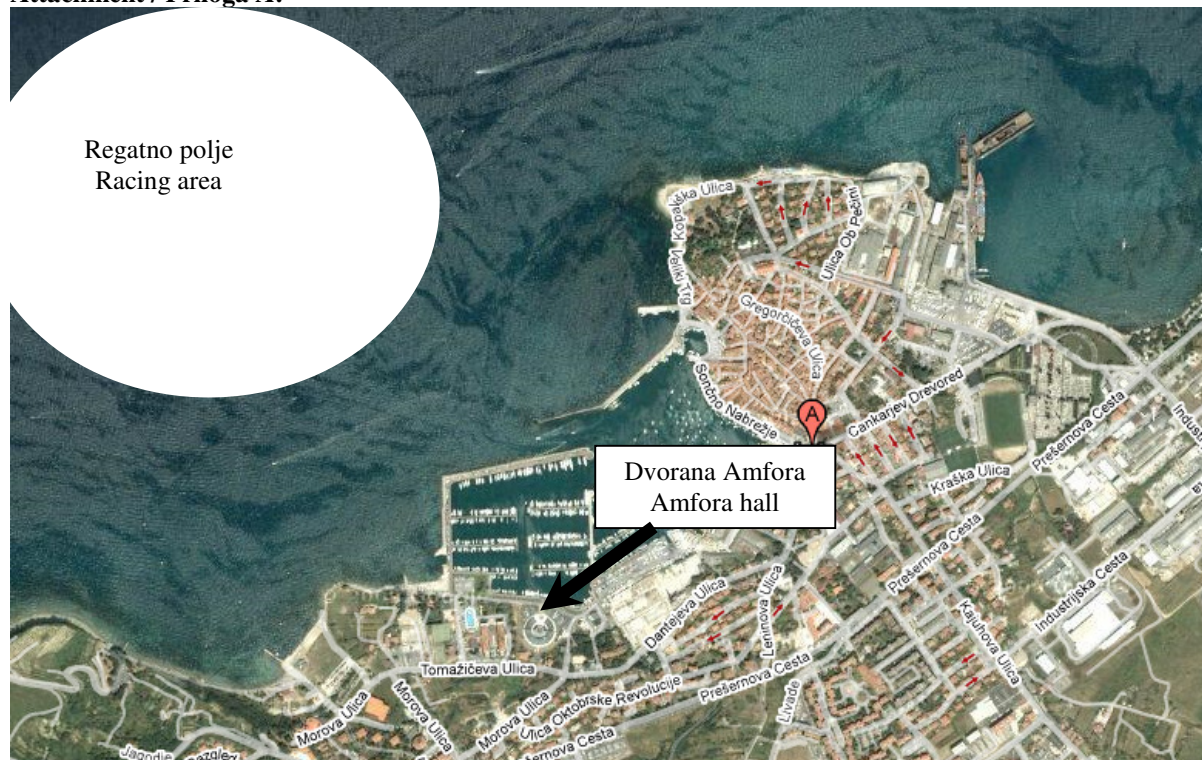 Attachment / Priloga A:
Regatno polje
Racing area
Kopališka Ulica
Ulica Ob Pečini
Veliki Trg
Gregorčičeva Ulica
Sončno Nabrežje
A
Cankarjev Drevored
Prešernova Cesta
Kraška Ulica
Dvorana Amfora
Amfora hall
Prešernova Cesta
Industrijska Cesta
Dantejeva Ulica
Leninova Ulica
Kajuhova Ulica
Tomažičeva Ulica
Ulica Oktobrske Revolucije
Prešernova Cesta
Livade
Morova Ulica
Morova Ulica
Morova Ulica
Jagodje